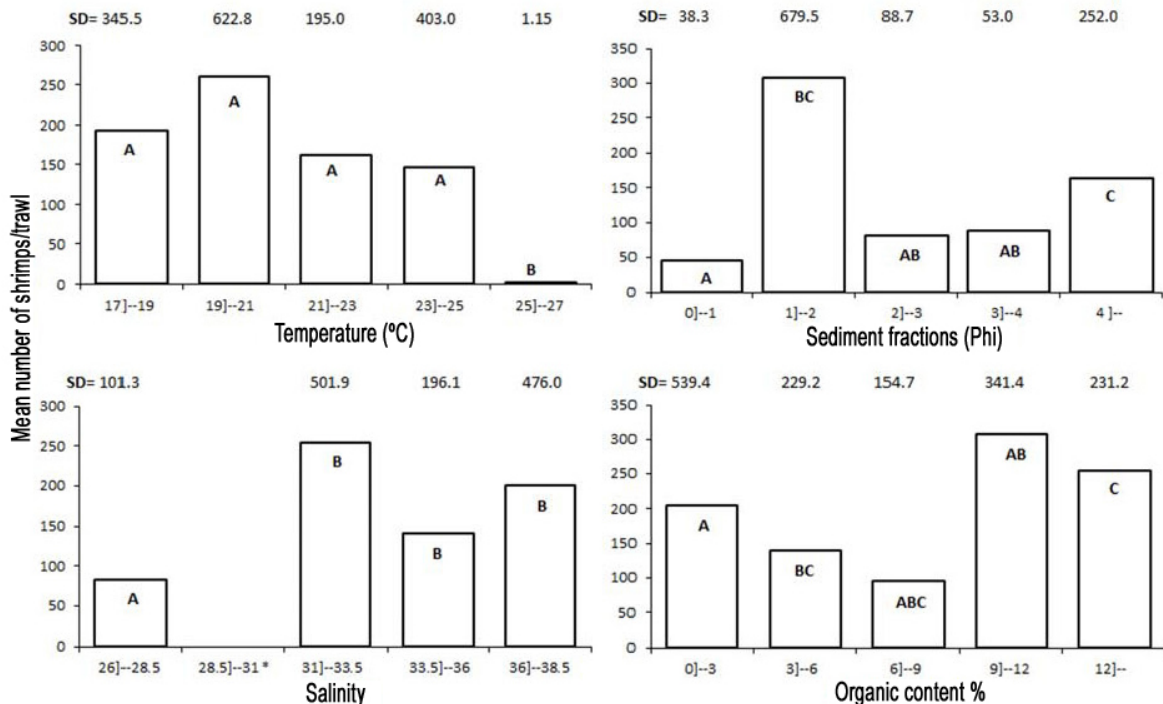 SD= 345.5 622.8 195.0 403.0 1.15
300
250
200
150
100
50
0
A
A
A
A
B
17]--19 19]--21 21]--23 23]--25 25]--27
Temperature (ºC)
SD= 38.3 679.5 88.7 53.0 252.0
350
300
250
200
150
100
50
0
A
BC
AB
AB
C
0]--1 1]--2 2]--3 3]--4 4 ]--
Sediment fractions (Phi)
Mean number of shrimps/trawl
SD= 101.3 501.9 196.1 476.0
300
250
200
150
100
50
0
A
B
B
B
26]--28.5 28.5]--31 * 31]--33.5 33.5]--36 36]--38.5
Salinity
SD= 539.4 229.2 154.7 341.4 231.2
350
300
250
200
150
100
50
0
A
BC
ABC
AB
C
0]--3 3]--6 6]--9 9]--12 12]--
Organic content %